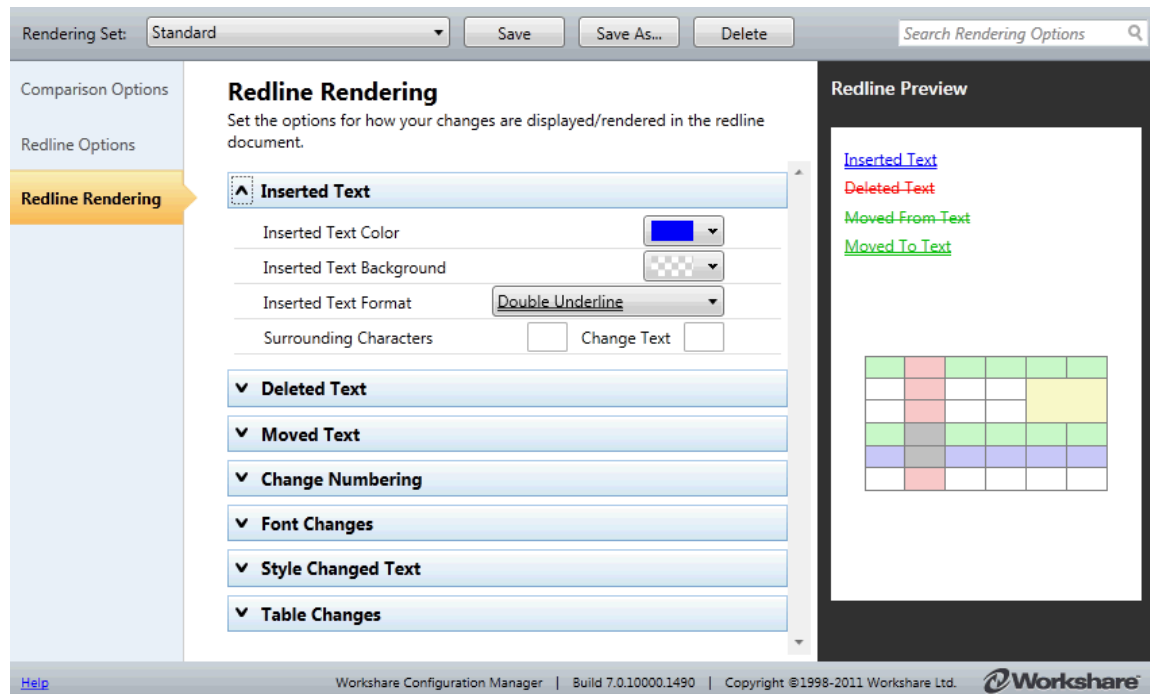 Rendering Set: Standard Save Save As... Delete Search Rendering Options
Comparison Options
Redline Options
Redline Rendering
Redline Rendering
Set the options for how your changes are displayed/rendered in the redline
document.
Inserted Text
Inserted Text Color
Inserted Text Background
Inserted Text Format Double Underline
Surrounding Characters Change Text
Deleted Text
Moved Text
Change Numbering
Font Changes
Style Changed Text
Table Changes
Redline Preview
Inserted Text
Deleted Text
Moved From Text
Moved To Text
Help Workshare Configuration Manager | Build 7.0.10000.1490 | Copyright ©1998-2011 Workshare Ltd. Workshare